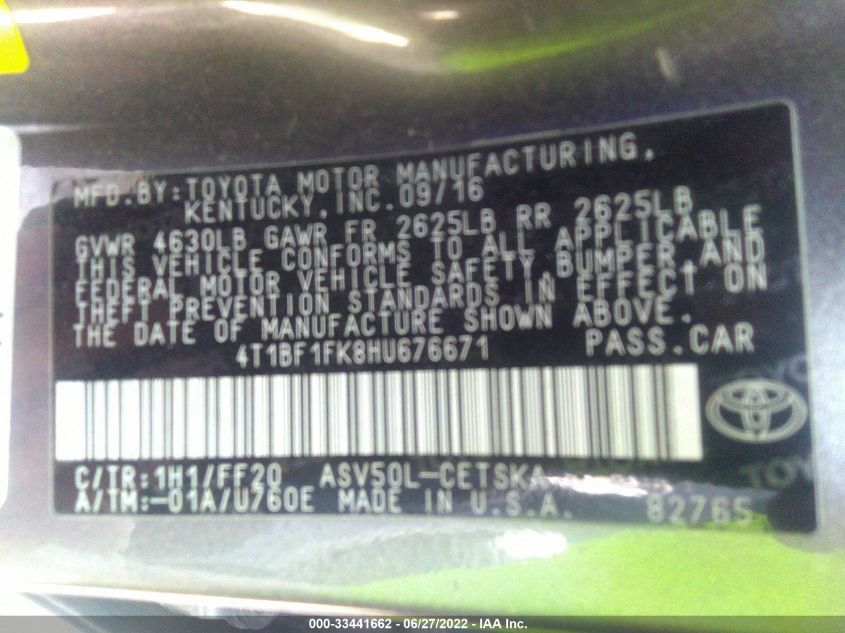 MFD.BY:TOYOTA MOTOR MANUFACTURING,
KENTUCKY, INC.09/16
GVWR 4630LB GAWR FR 2625LB RR 2625LB
THIS VEHICLE CONFORMS TO ALL APPLICABLE
FEDERAL MOTOR VEHICLE SAFETY,BUMPER,AND
THEFT PREVENTION STANDARDS IN EFFECT ON
THE DATE OF MANUFACTURE SHOWN ABOVE.
4T1BF1FK8HU676671 PASS.CAR
C/TR:1H1/FF20 ASV50L-CETSKA
A/TM:-01A/U760E MADE IN U.S.A. 82765
000-33441662 - 06/27/2022 - IAA Inc.